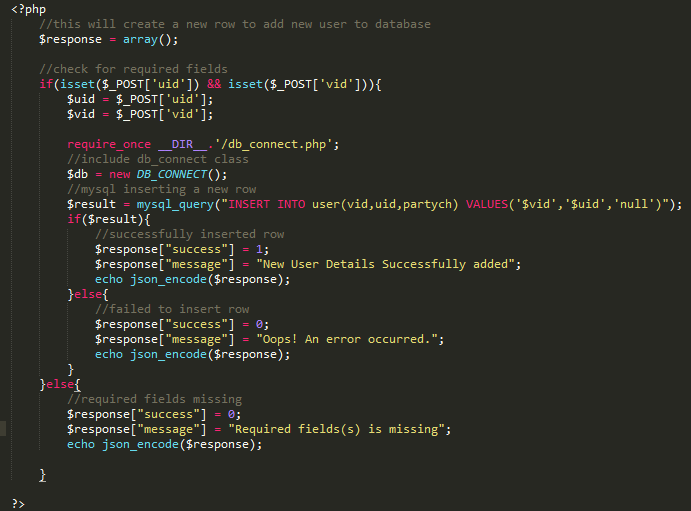 <?php
//this will create a new row to add new user to database
$response = array();
//check for required fields
if(isset($_POST['uid']) && isset($_POST['vid'])){
$uid = $_POST['uid'];
$vid = $_POST['vid'];
require_once __DIR__.'/db_connect.php';
//include db_connect class
$db = new DB_CONNECT();
//mysql inserting a new row
$result = mysql_query("INSERT INTO user(vid,uid,partych) VALUES('$vid','$uid','null')");
if($result){
//successfully inserted row
$response["success"] = 1;
$response["message"] = "New User Details Successfully added";
echo json_encode($response);
}else{
//failed to insert row
$response["success"] = 0;
$response["message"] = "Oops! An error occurred.";
echo json_encode($response);
}
}else{
//required fields missing
$response["success"] = 0;
$response["message"] = "Required fields(s) is missing";
echo json_encode($response);
}
?>